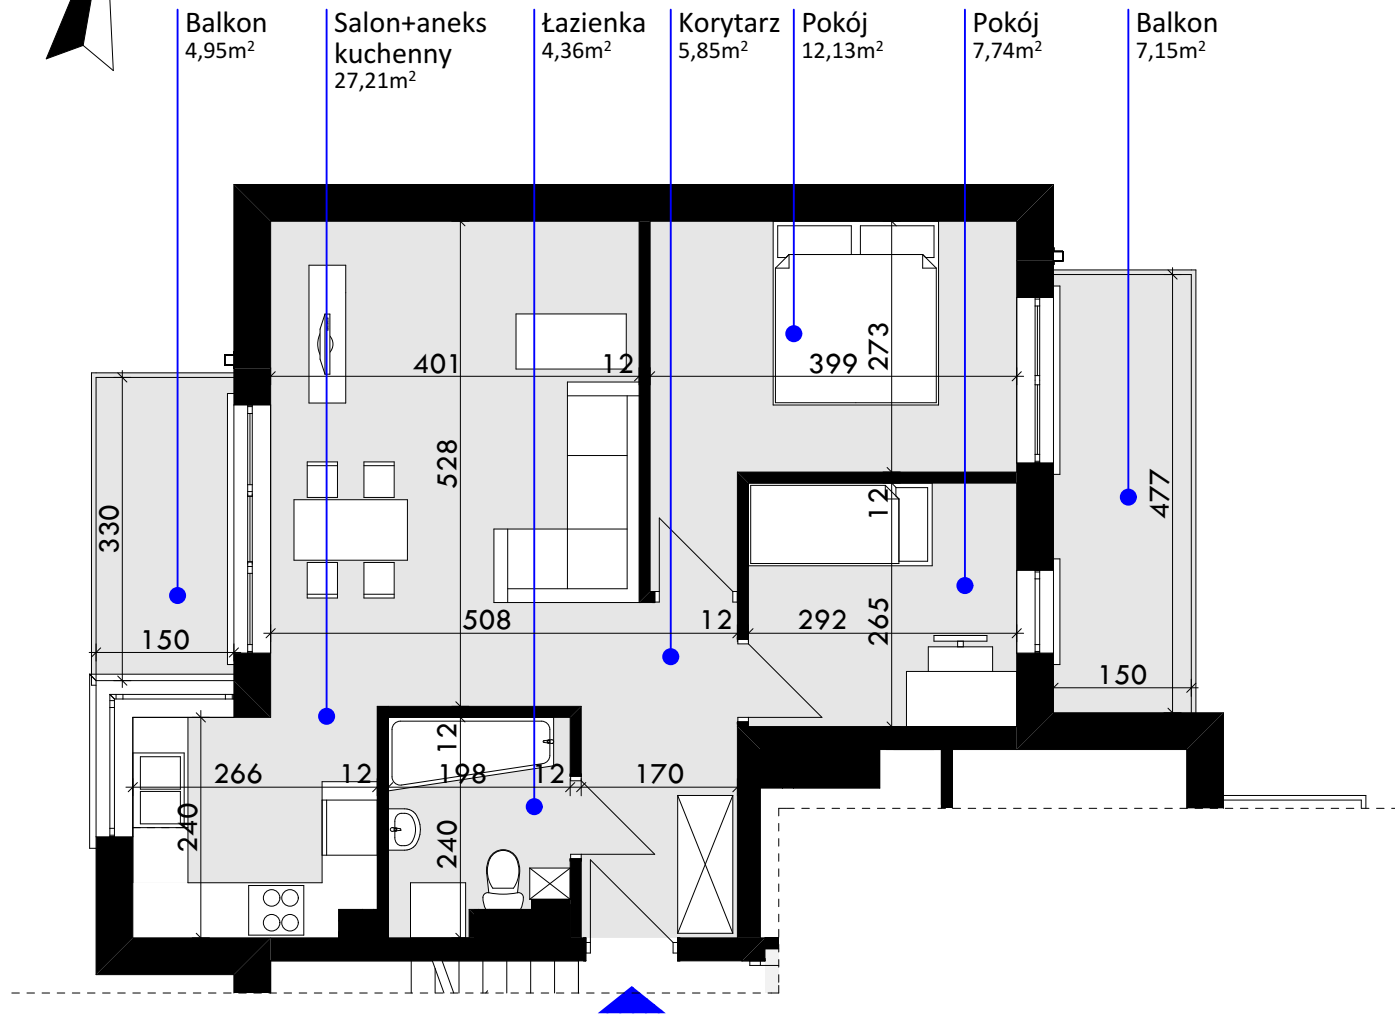 Balkon
4,95m²
Salon+aneks
kuchenny
27,21m²
Łazienka
4,36m²
Korytarz
5,85m²
Pokój
12,13m²
Pokój
7,74m²
Balkon
7,15m²
401
12
399
273
528
12
477
330
508
12
292
265
150
150
12
266
12
198
12
170
240
240